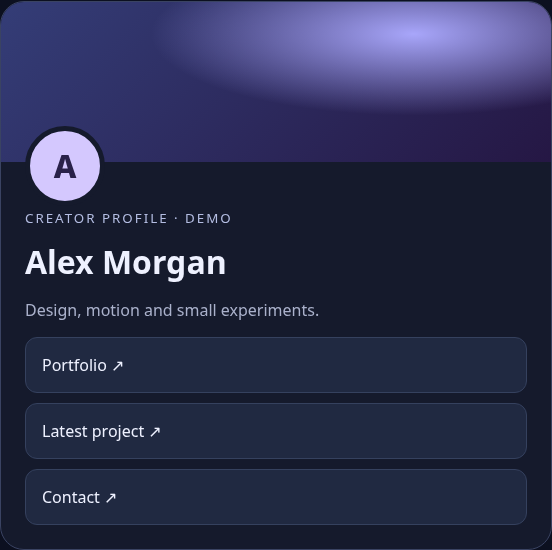 A
CREATOR PROFILE · DEMO
Alex Morgan
Design, motion and small experiments.
Portfolio ↗
Latest project ↗
Contact ↗